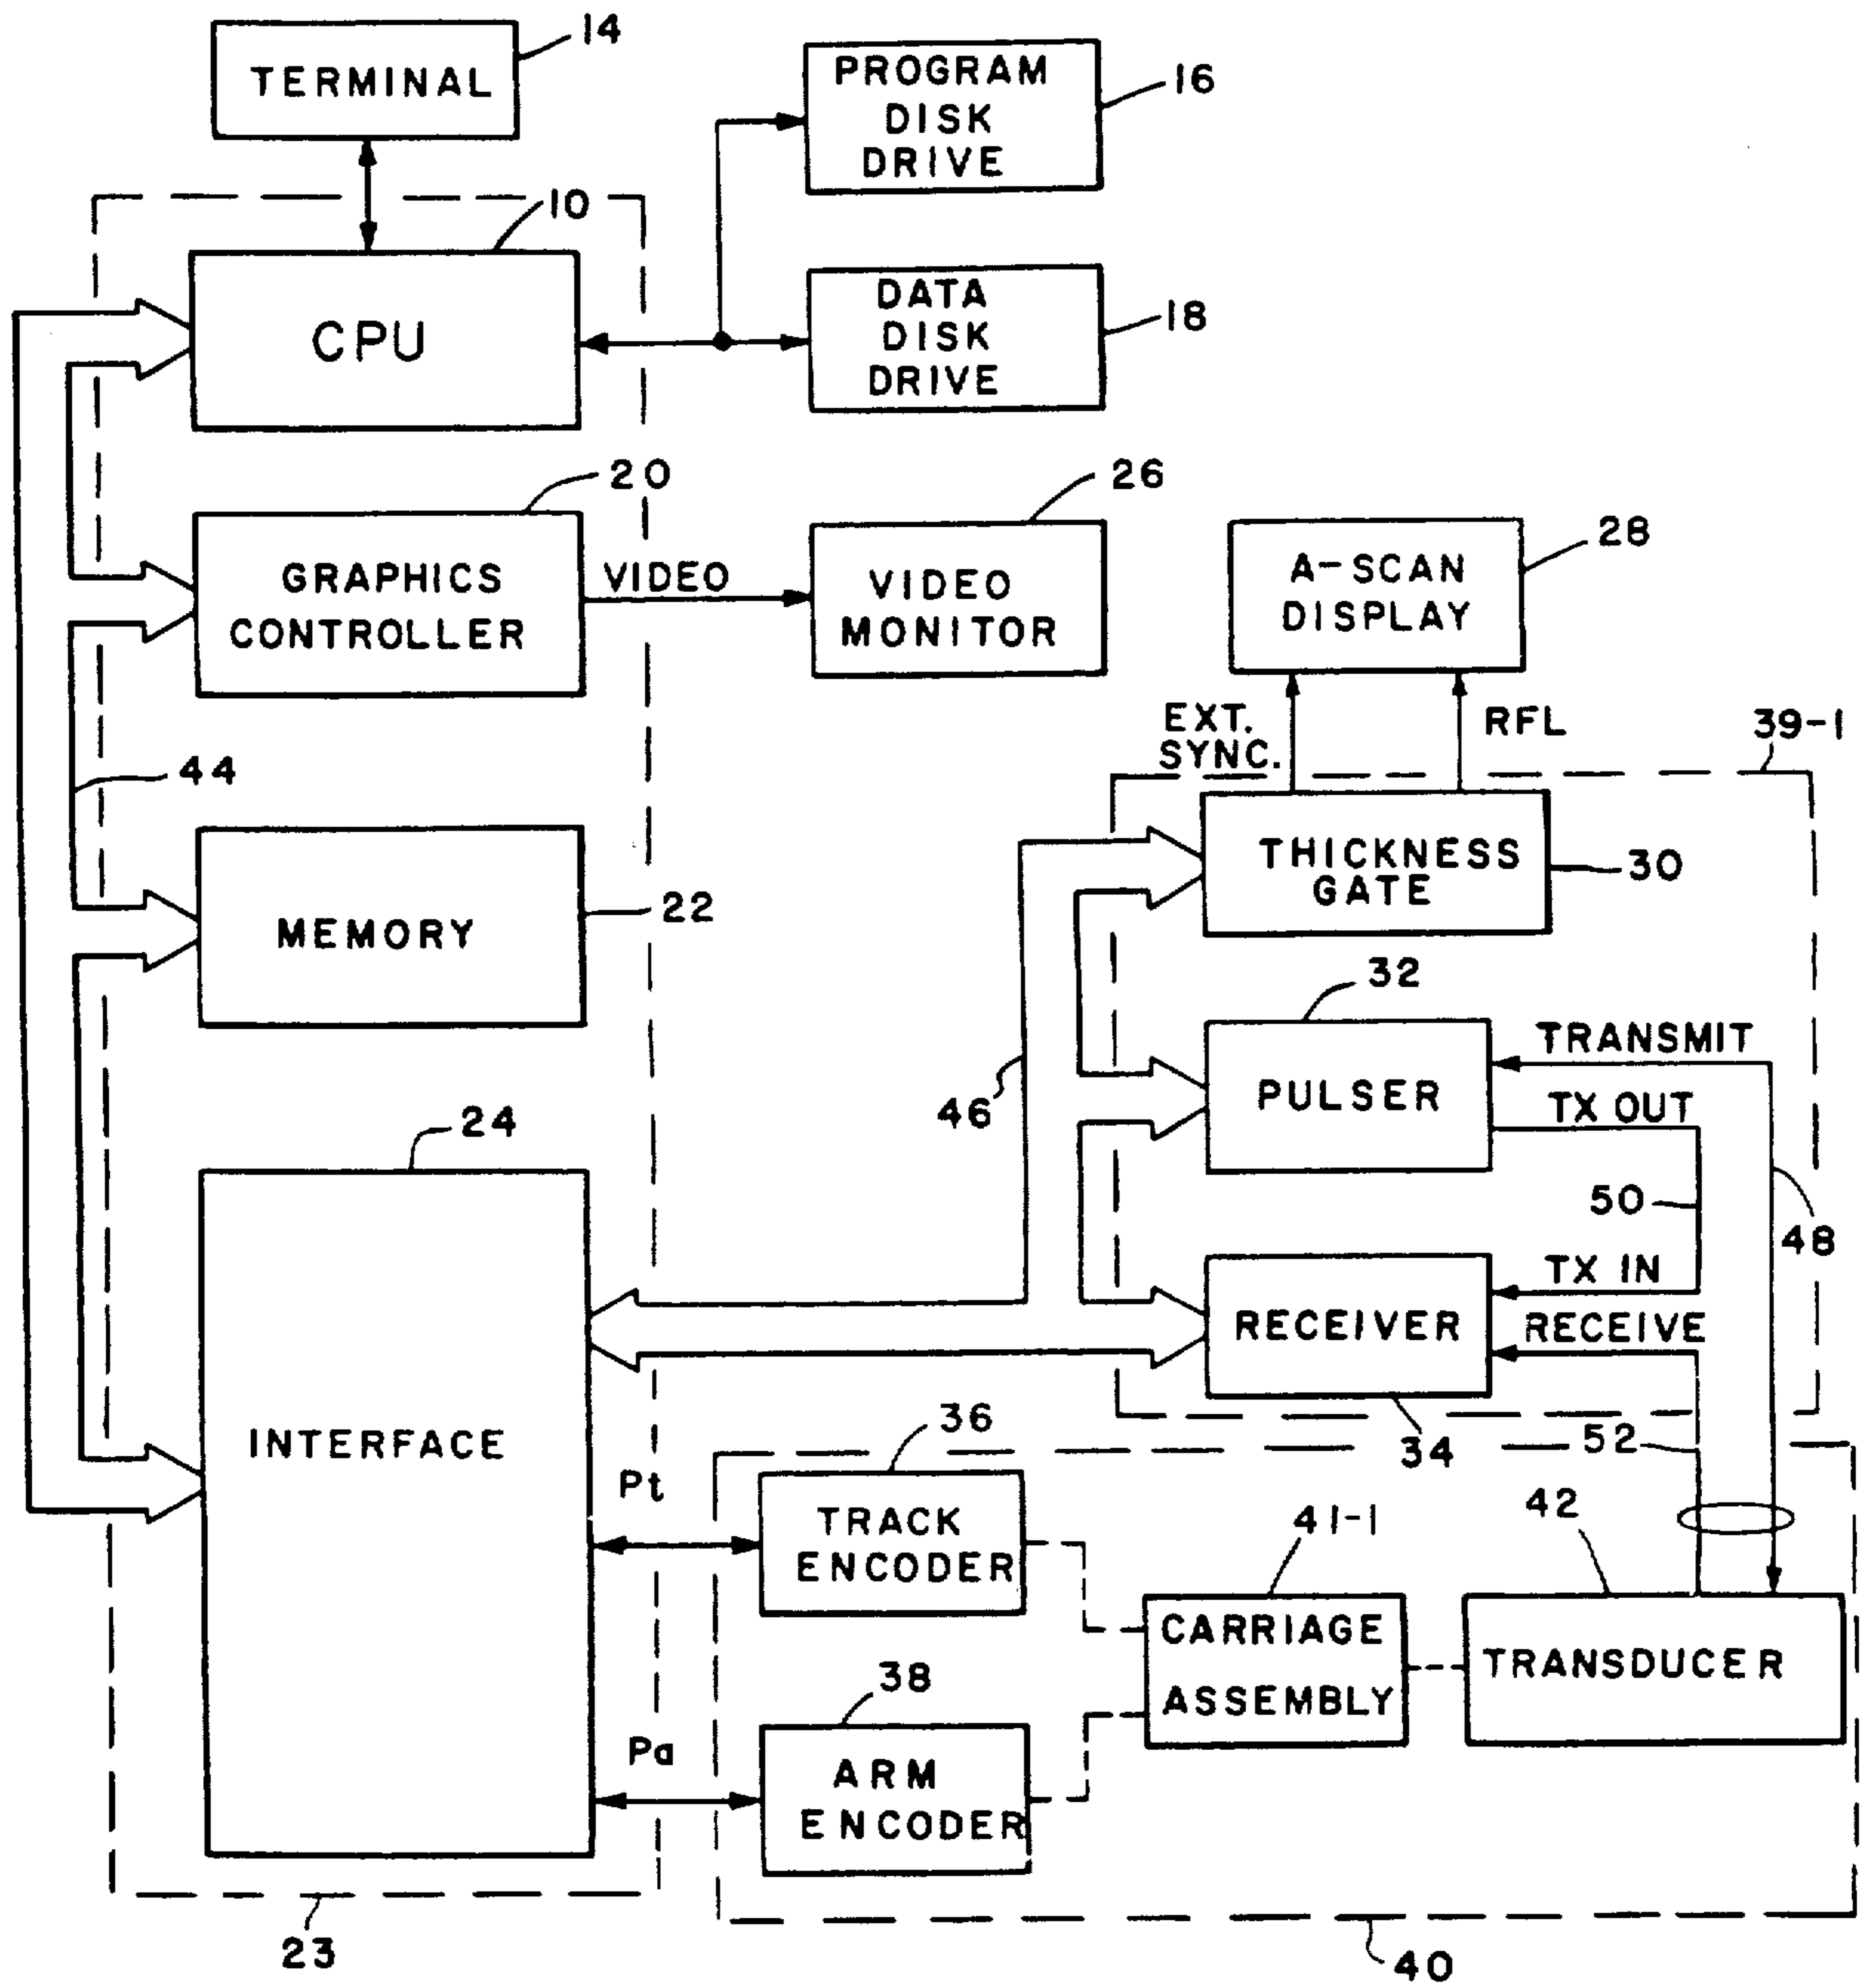 14
TERMINAL
PROGRAM
DISK
DRIVE
16
10
CPU
DATA
DISK
DRIVE
18
20
GRAPHICS
CONTROLLER
VIDEO
26
VIDEO
MONITOR
28
A-SCAN
DISPLAY
EXT.
SYNC.
RFL
39-1
44
THICKNESS
GATE
30
MEMORY
22
32
PULSER
TRANSMIT
TX OUT
46
50
48
24
INTERFACE
TX IN
RECEIVER
RECEIVE
34
52
36
Pt
TRACK
ENCODER
41-1
42
CARRIAGE
ASSEMBLY
TRANSDUCER
38
Pa
ARM
ENCODER
23
40